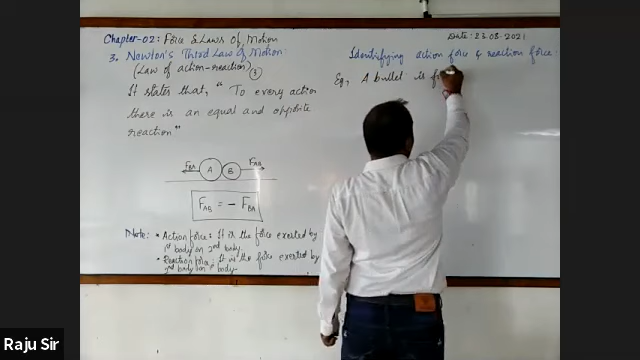 Chapter-02: Force & Laws Of Motion
Date: 23.08.2021
3. Newton's Third Law of Motion:
(Law of action-reaction) (3)
It states that, "To every action
there is an equal and opposite
reaction"
F_BA A B F_AB
F_AB = - F_BA
Note: • Action force: It is the force exerted by
1st body on 2nd body.
• Reaction force: It is the force exerted by
2nd body on 1st body.
Identifying action force & reaction force:
Eg, A bullet is f
Raju Sir